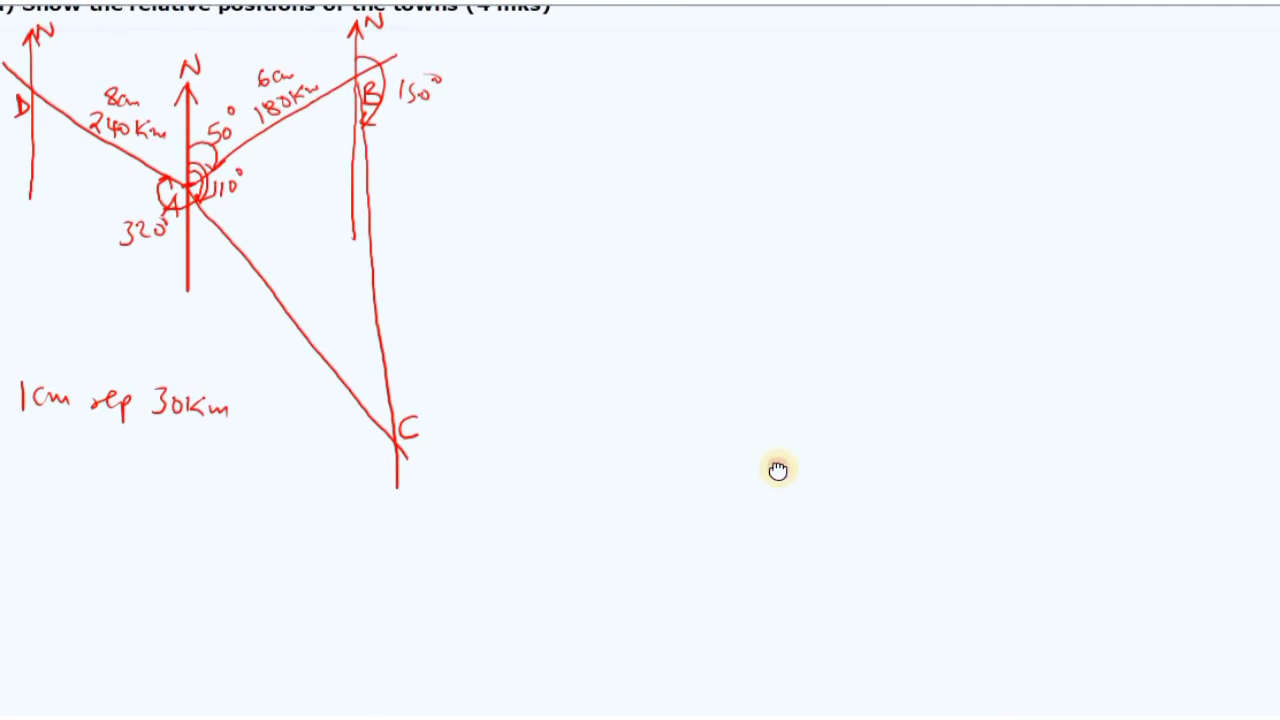 ) Show the relative positions of the towns (4 mks)
N
N
N
8cm
240Km
6cm
180Km
50°
150°
D
B
110°
A
320°
C
1cm rep 30Km